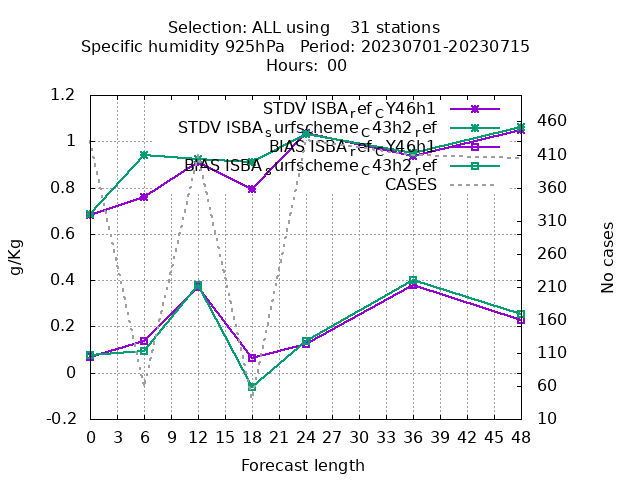 Selection: ALL using 31 stations
Specific humidity 925hPa Period: 20230701-20230715
Hours: 00
1.2
1
0.8
0.6
0.4
0.2
0
-0.2
g/Kg
STDV ISBA_ref_CY46h1
STDV ISBA_surfscheme_C43h2_ref
BIAS ISBA_ref_CY46h1
BIAS ISBA_surfscheme_C43h2_ref
CASES
460
410
360
310
260
210
160
110
60
10
No cases
0 3 6 9 12 15 18 21 24 27 30 33 36 39 42 45 48
Forecast length